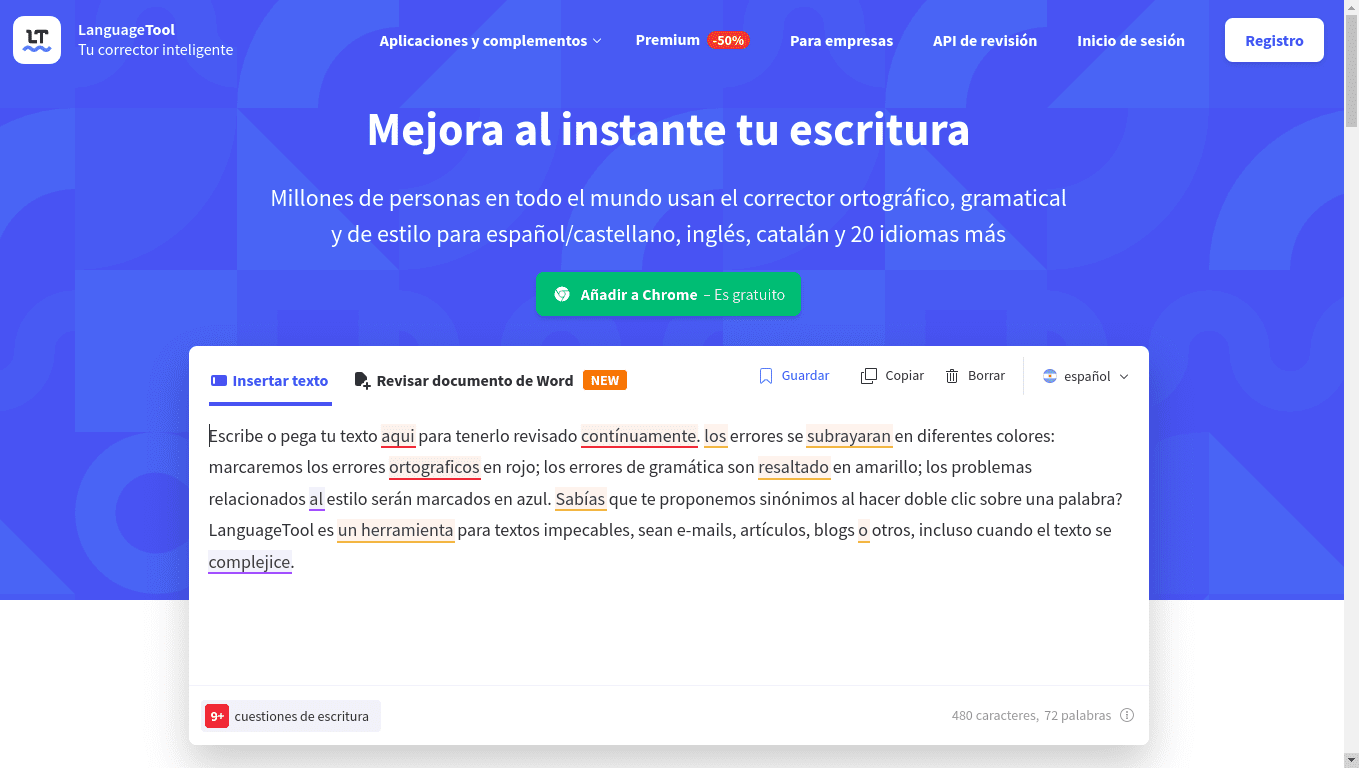 LanguageTool
Tu corrector inteligente
Aplicaciones y complementos
Premium -50%
Para empresas
API de revisión
Inicio de sesión
Registro
Mejora al instante tu escritura
Millones de personas en todo el mundo usan el corrector ortográfico, gramatical
y de estilo para español/castellano, inglés, catalán y 20 idiomas más
Añadir a Chrome – Es gratuito
Insertar texto
Revisar documento de Word NEW
Guardar
Copiar
Borrar
español
Escribe o pega tu texto aqui para tenerlo revisado contínuamente. los errores se subrayaran en diferentes colores:
marcaremos los errores ortograficos en rojo; los errores de gramática son resaltado en amarillo; los problemas
relacionados al estilo serán marcados en azul. Sabías que te proponemos sinónimos al hacer doble clic sobre una palabra?
LanguageTool es un herramienta para textos impecables, sean e-mails, artículos, blogs o otros, incluso cuando el texto se
complejice.
9+ cuestiones de escritura
480 caracteres, 72 palabras